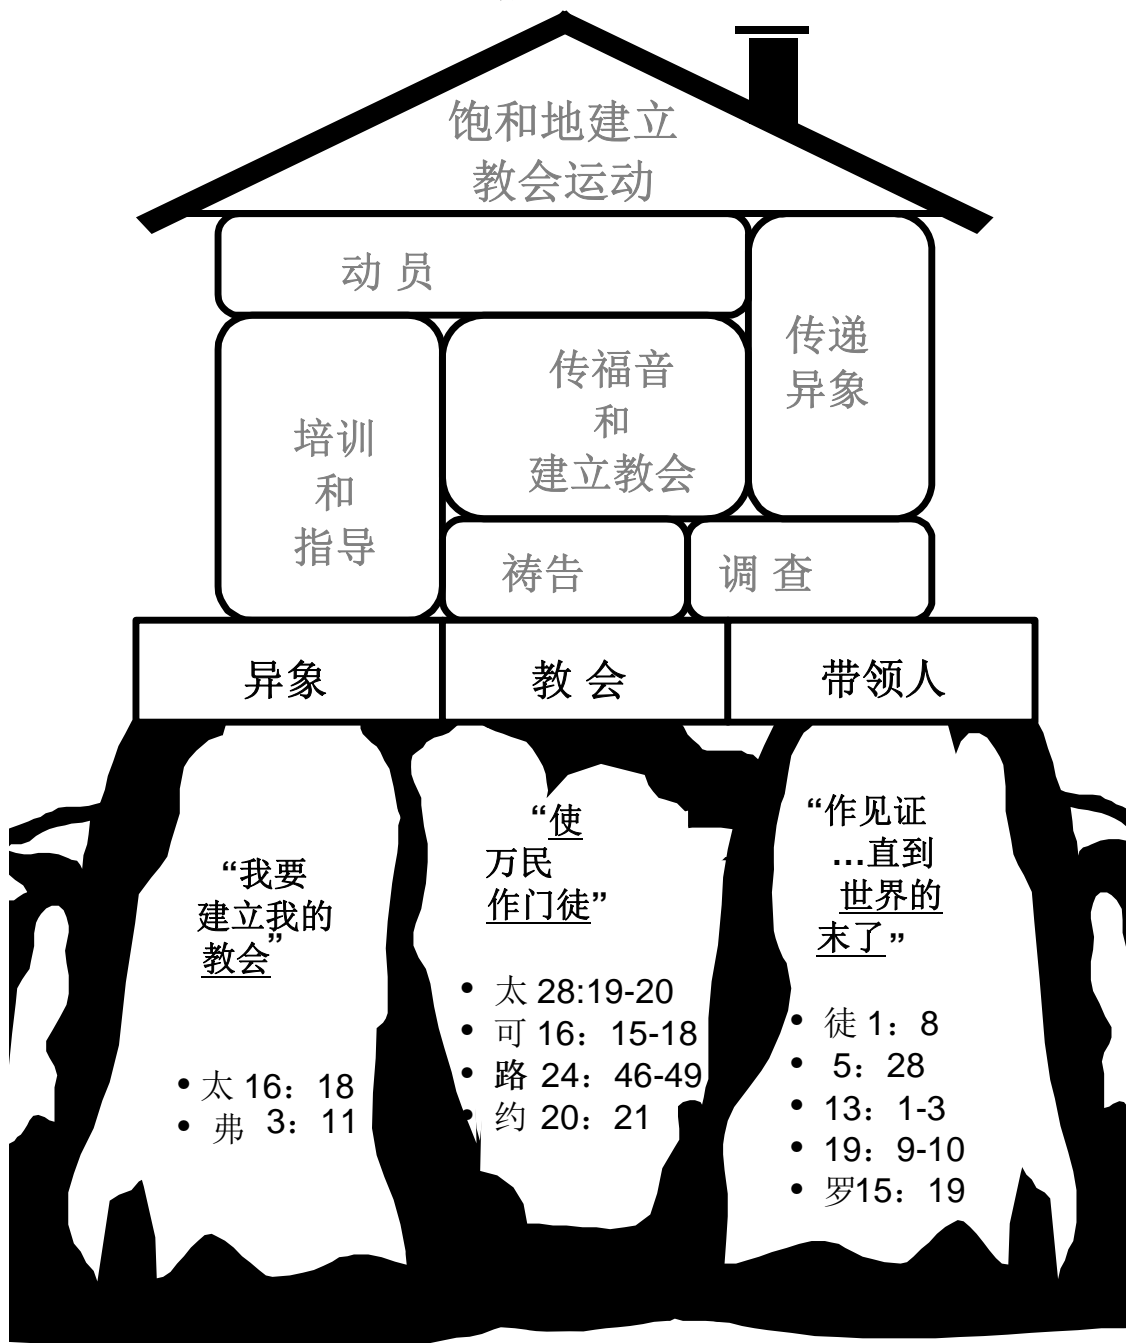 饱和地建立
教会运动
动 员
传递
异象
传福音
和
建立教会
培训
和
指导
祷告
调 查
异象
教 会
带领人
“我要
建立我的
教会”
• 太 16：18
• 弗 3：11
“使
万民
作门徒”
• 太 28:19-20
• 可 16：15-18
• 路 24：46-49
• 约 20：21
“作见证
…直到
世界的
末了”
• 徒 1：8
• 5：28
• 13：1-3
• 19：9-10
• 罗15：19